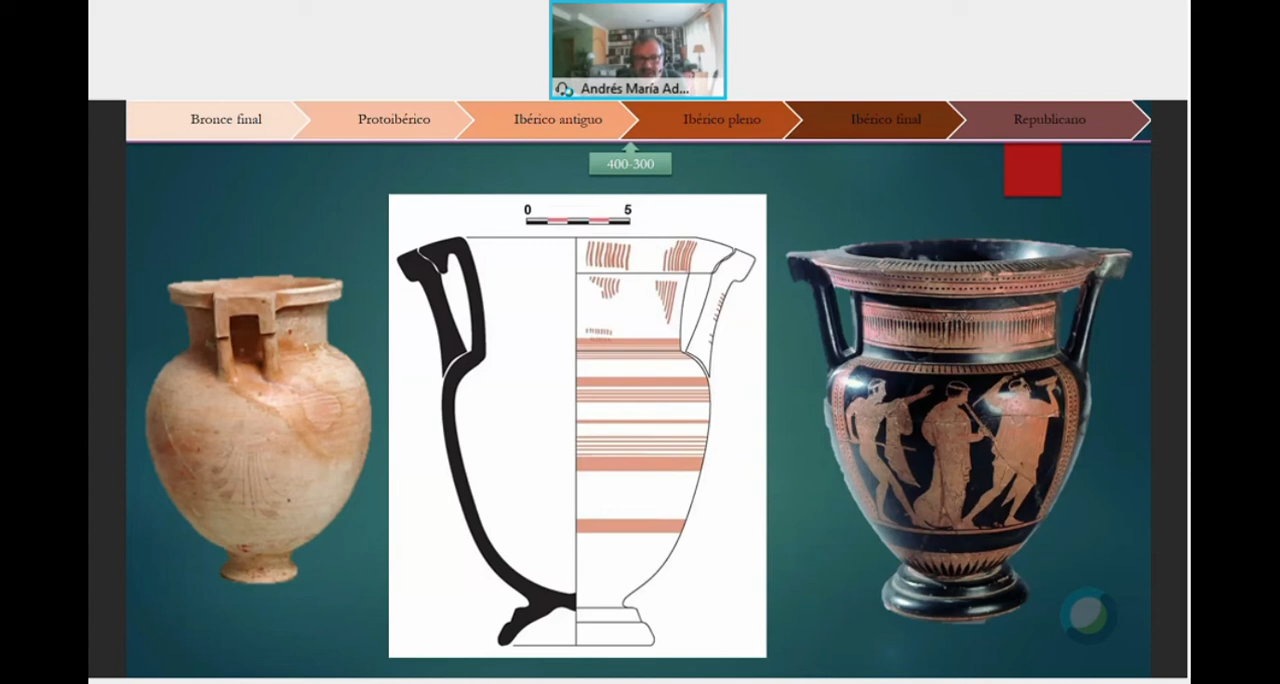 Andrés María Ad...
Bronce final
Protoibérico
Ibérico antiguo
Ibérico pleno
Ibérico final
Republicano
400-300
0 5